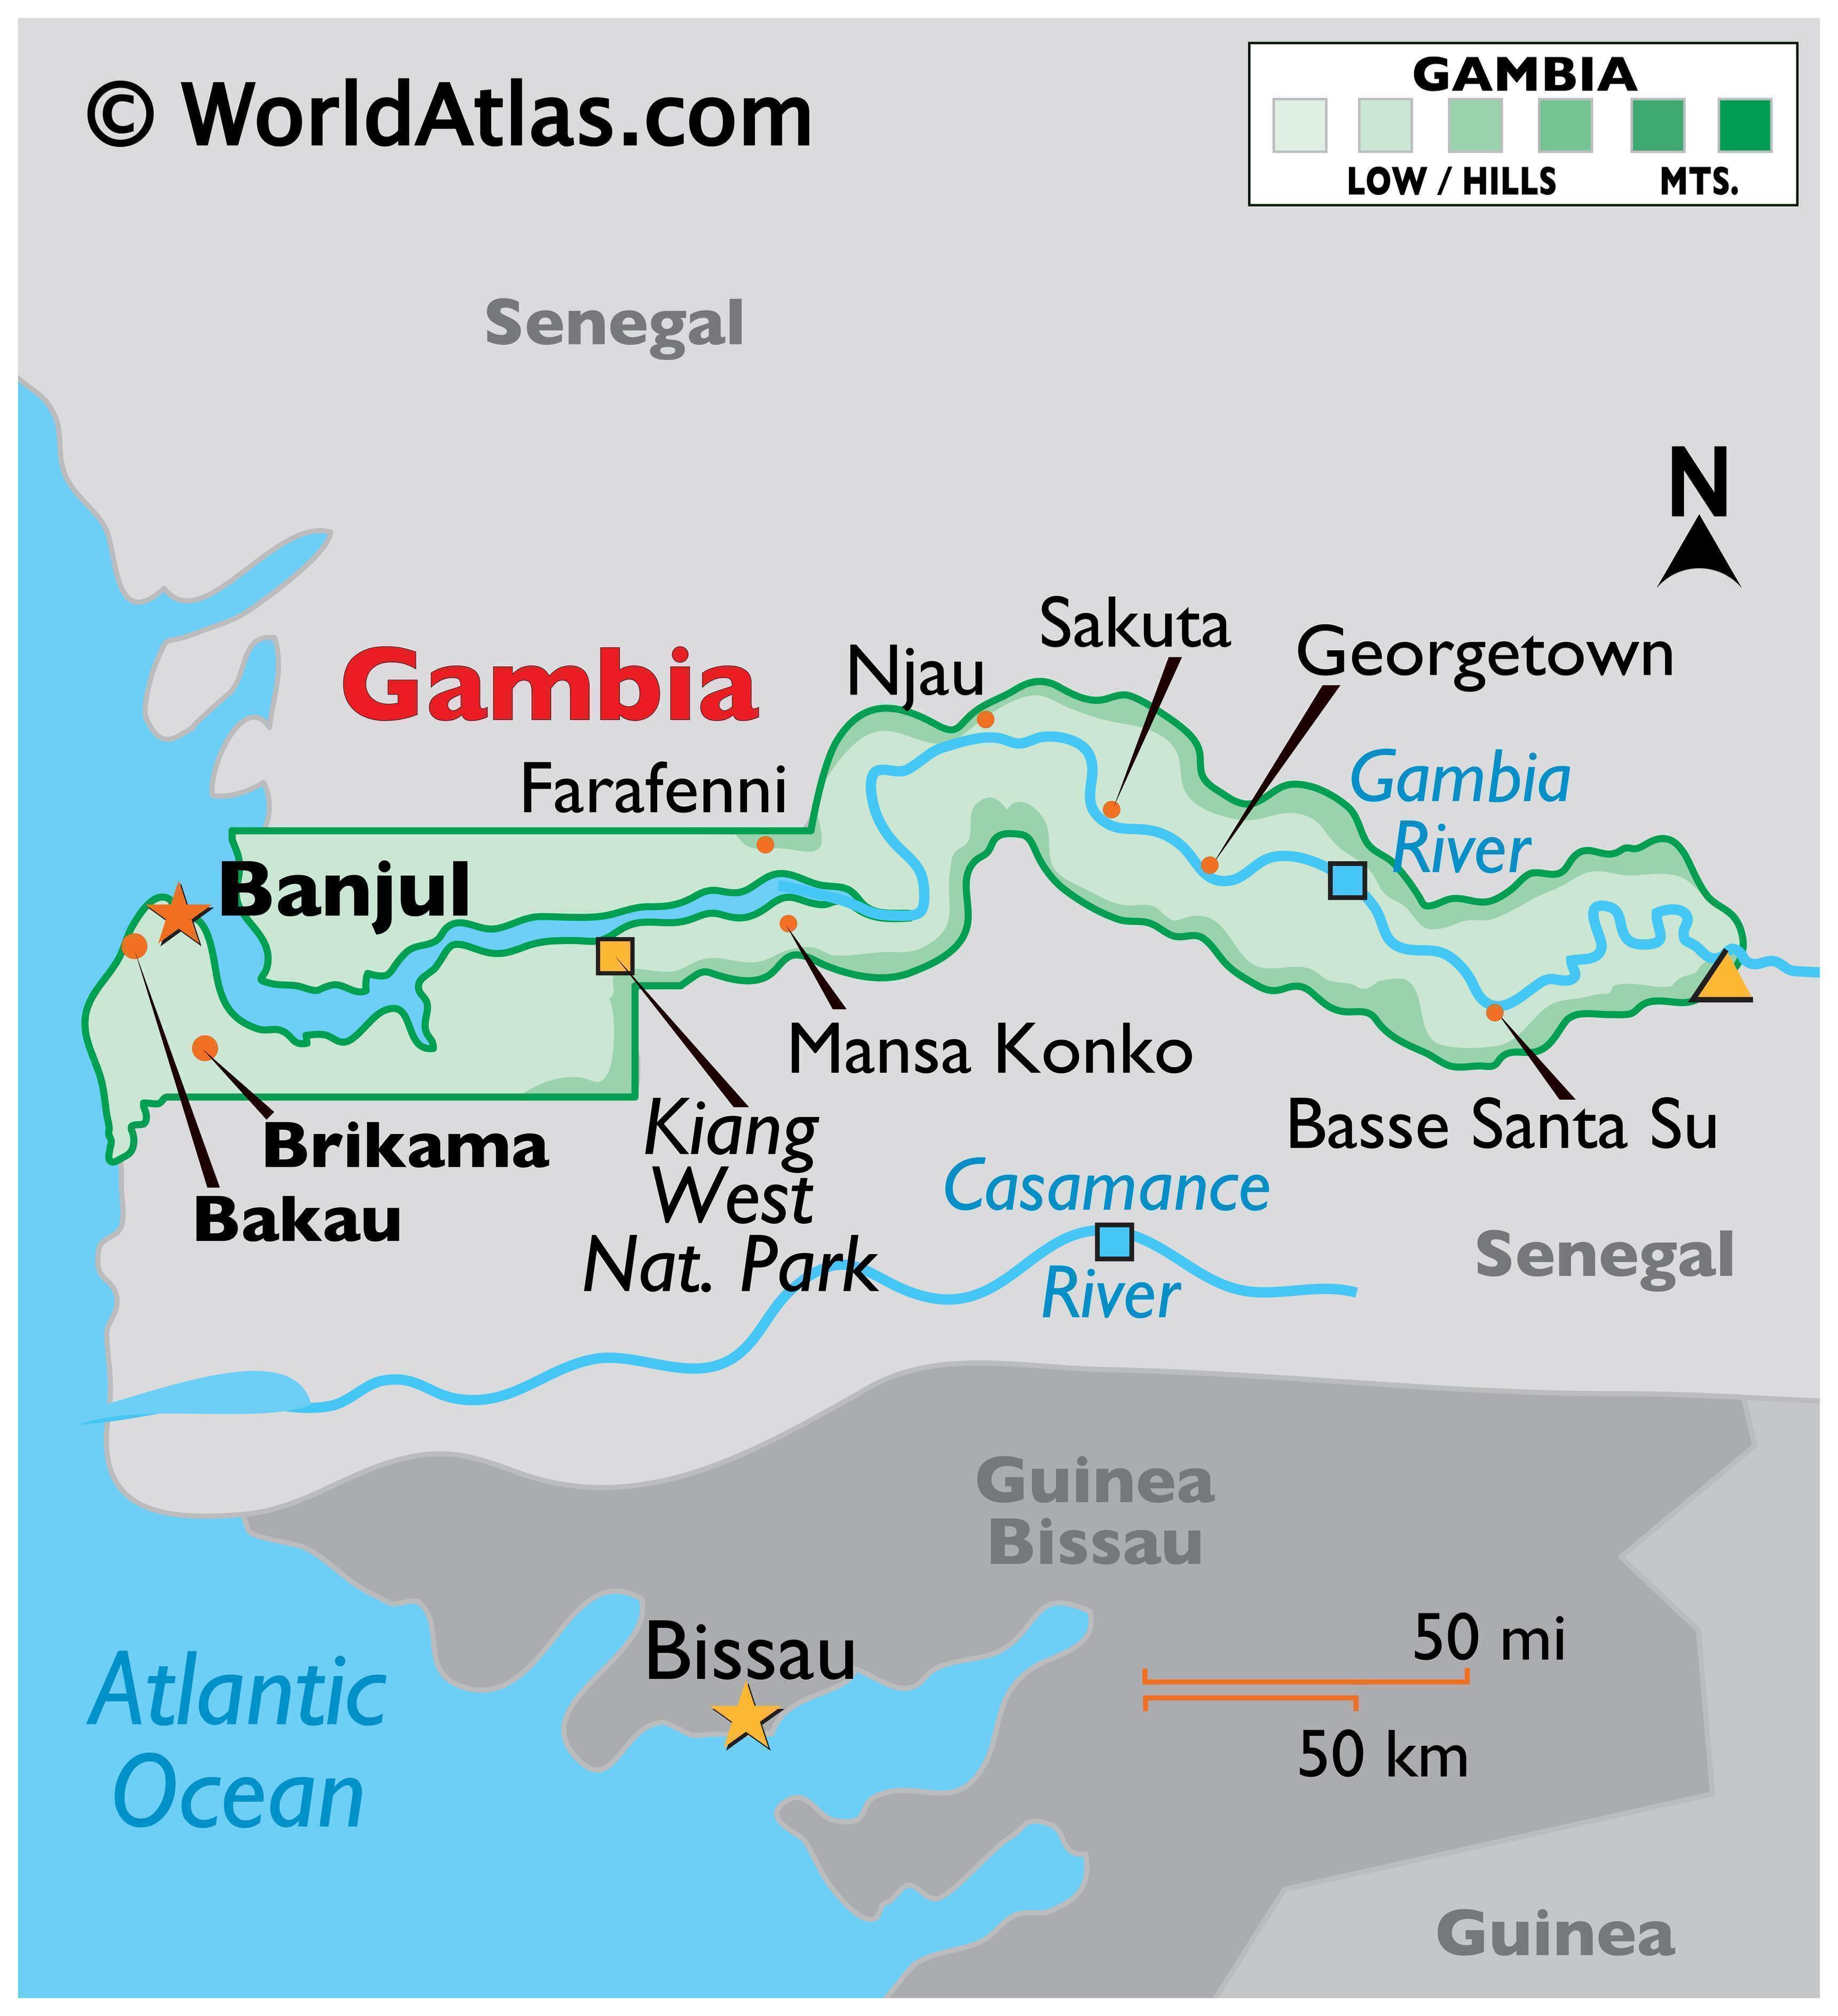 © WorldAtlas.com
GAMBIA
LOW / HILLS
MTS.
Senegal
N
Sakuta
Georgetown
Njau
Gambia
Gambia
River
Farafenni
Banjul
Mansa Konko
Basse Santa Su
Brikama
Bakau
Kiang
West
Nat. Park
Casamance
River
Senegal
Guinea
Bissau
Bissau
50 mi
50 km
Atlantic
Ocean
Guinea